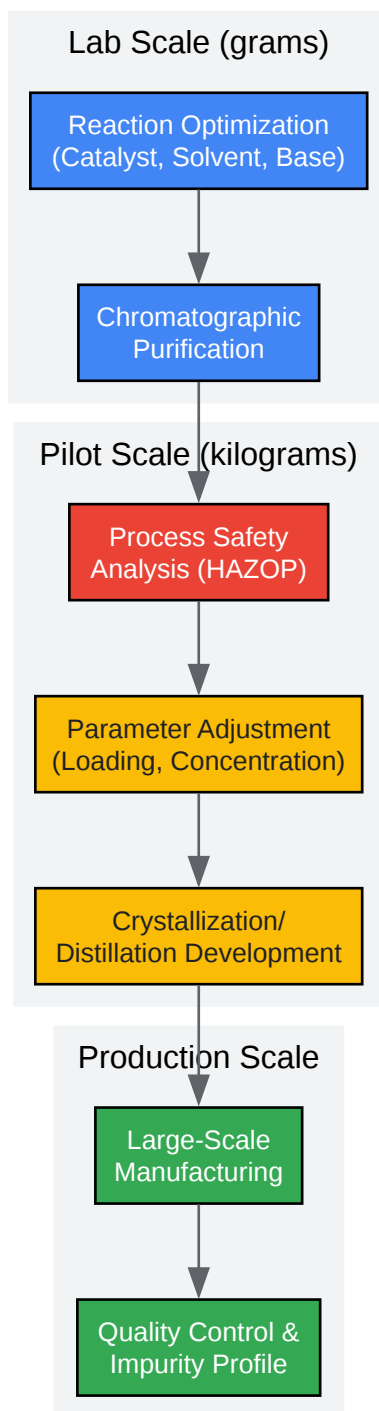 Lab Scale (grams)
Reaction Optimization
(Catalyst, Solvent, Base)
Chromatographic
Purification
Pilot Scale (kilograms)
Process Safety
Analysis (HAZOP)
Parameter Adjustment
(Loading, Concentration)
Crystallization/
Distillation Development
Production Scale
Large-Scale
Manufacturing
Quality Control &
Impurity Profile